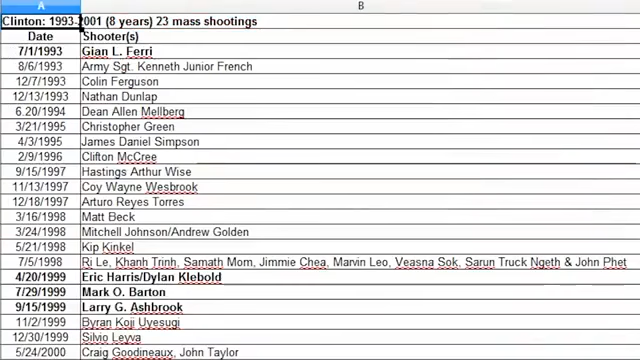 A B
Clinton: 1993-2001 (8 years) 23 mass shootings
Date Shooter(s)
7/1/1993 Gian L. Ferri
8/6/1993 Army Sgt. Kenneth Junior French
12/7/1993 Colin Ferguson
12/13/1993 Nathan Dunlap
6.20/1994 Dean Allen Mellberg
3/21/1995 Christopher Green
4/3/1995 James Daniel Simpson
2/9/1996 Clifton McCree
9/15/1997 Hastings Arthur Wise
11/13/1997 Coy Wayne Wesbrook
12/18/1997 Arturo Reyes Torres
3/16/1998 Matt Beck
3/24/1998 Mitchell Johnson/Andrew Golden
5/21/1998 Kip Kinkel
7/5/1998 Ri Le, Khanh Trinh, Samath Mom, Jimmie Chea, Marvin Leo, Veasna Sok, Sarun Truck Ngeth & John Phet
4/20/1999 Eric Harris/Dylan Klebold
7/29/1999 Mark O. Barton
9/15/1999 Larry G. Ashbrook
11/2/1999 Byran Koji Uyesugi
12/30/1999 Silvio Leyva
5/24/2000 Craig Goodineaux, John Taylor